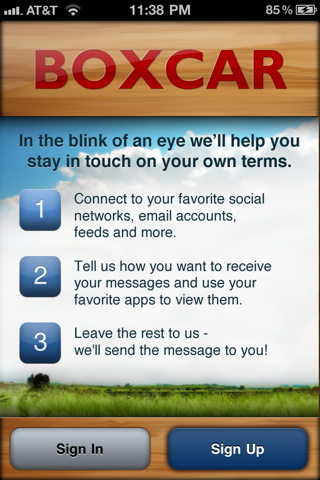 AT&T 11:38 PM 85%
BOXCAR
In the blink of an eye we'll help you
stay in touch on your own terms.
1 Connect to your favorite social
networks, email accounts,
feeds and more.
2 Tell us how you want to receive
your messages and use your
favorite apps to view them.
3 Leave the rest to us -
we'll send the message to you!
Sign In Sign Up